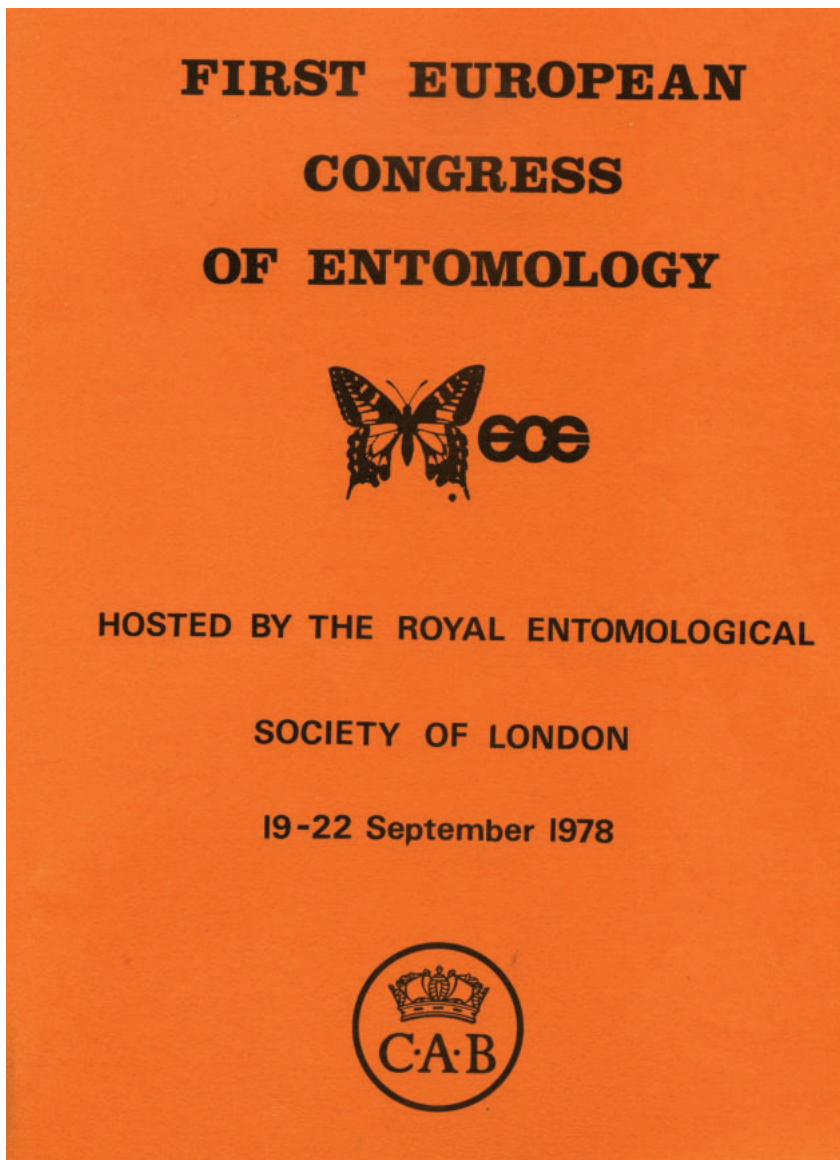 FIRST EUROPEAN
CONGRESS
OF ENTOMOLOGY
ece
HOSTED BY THE ROYAL ENTOMOLOGICAL
SOCIETY OF LONDON
19-22 September 1978
C·A·B